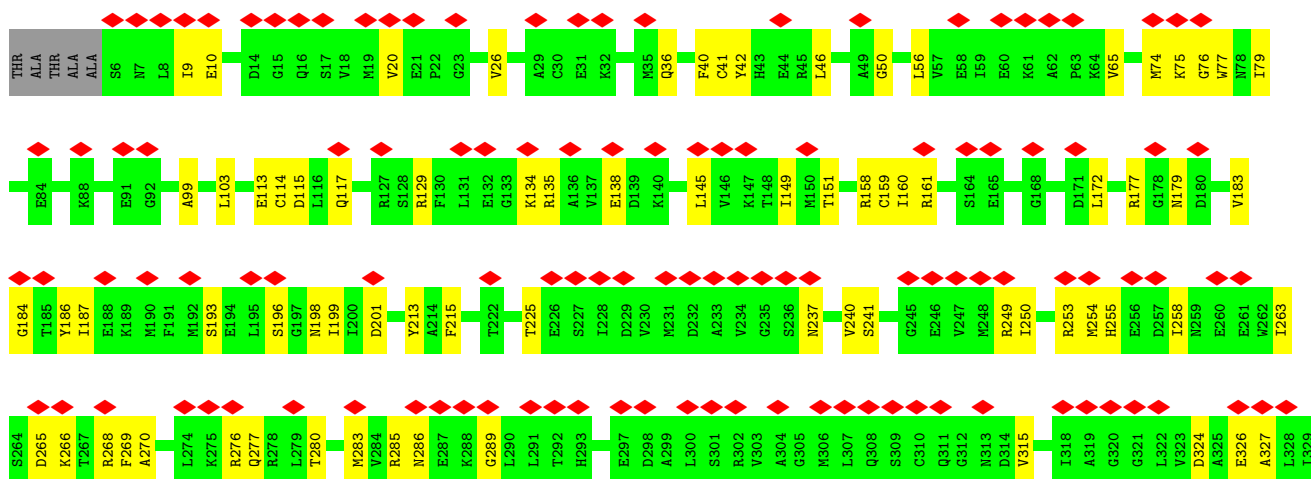 THR ALA THR ALA ALA S6 N7 L8 I9 E10 D14 G15 Q16 S17 V18 M19 V20 E21 P22 G23 V26 A29 C30 E31 K32 M35 Q36 F40 C41 Y42 H43 E44 R45 L46 A49 G50 L56 V57 E58 I59 E60 K61 A62 P63 K64 V65 M74 K75 G76 W77 N78 I79
E84 K88 E91 G92 A99 L103 E113 C114 D115 L116 Q117 R127 S128 R129 F130 L131 E132 G133 K134 R135 A136 V137 E138 D139 K140 L145 V146 K147 T148 I149 M150 T151 R158 C159 I160 R161 S164 E165 G168 D171 L172 R177 G178 N179 D180 V183
G184 T185 Y186 I187 E188 K189 M190 F191 M192 S193 E194 L195 S196 G197 N198 I199 I200 D201 Y213 A214 F215 T222 T225 E226 S227 I228 D229 V230 M231 D232 A233 V234 G235 S236 N237 V240 S241 G245 E246 V247 M248 R249 I250 R253 M254 H255 E256 D257 I258 N259 E260 E261 W262 I263
S264 D265 K266 T267 R268 F269 A270 L274 K275 R276 Q277 R278 L279 T280 M283 V284 R285 N286 E287 K288 G289 L290 L291 T292 H293 E297 D298 A299 L300 S301 R302 V303 A304 G305 M306 L307 Q308 S309 C310 Q311 G312 N313 D314 V315 I318 A319 G320 G321 L322 V323 D324 A325 E326 A327 L328 I329